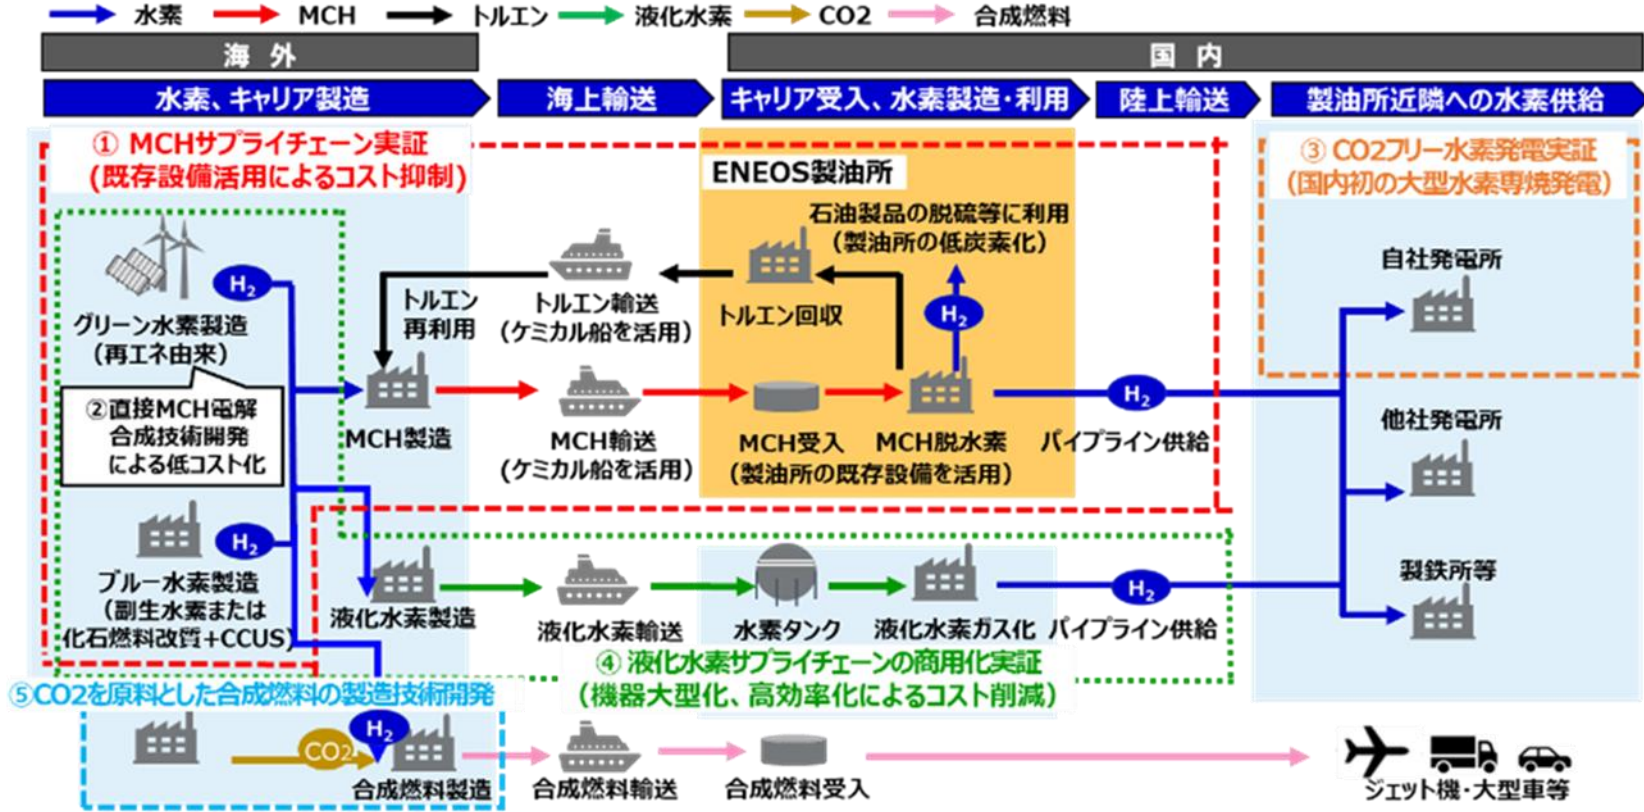 水素
MCH
トルエン
液化水素
CO2
合成燃料
海 外
国 内
水素、キャリア製造
海上輸送
キャリア受入、水素製造・利用
陸上輸送
製油所近隣への水素供給
① MCHサプライチェーン実証
(既存設備活用によるコスト抑制)
ENEOS製油所
石油製品の脱硫等に利用
(製油所の低炭素化)
③ CO2フリー水素発電実証
(国内初の大型水素専焼発電)
H2
グリーン水素製造
(再エネ由来)
トルエン
再利用
トルエン輸送
(ケミカル船を活用)
トルエン回収
H2
自社発電所
②直接MCH電解
合成技術開発
による低コスト化
MCH製造
MCH輸送
(ケミカル船を活用)
MCH受入
MCH脱水素
(製油所の既存設備を活用)
H2
パイプライン供給
他社発電所
H2
ブルー水素製造
(副生水素または
化石燃料改質+CCUS)
液化水素製造
液化水素輸送
水素タンク
液化水素ガス化
H2
パイプライン供給
製鉄所等
④ 液化水素サプライチェーンの商用化実証
(機器大型化、高効率化によるコスト削減)
⑤CO2を原料とした合成燃料の製造技術開発
CO2
H2
合成燃料製造
合成燃料輸送
合成燃料受入
ジェット機・大型車等